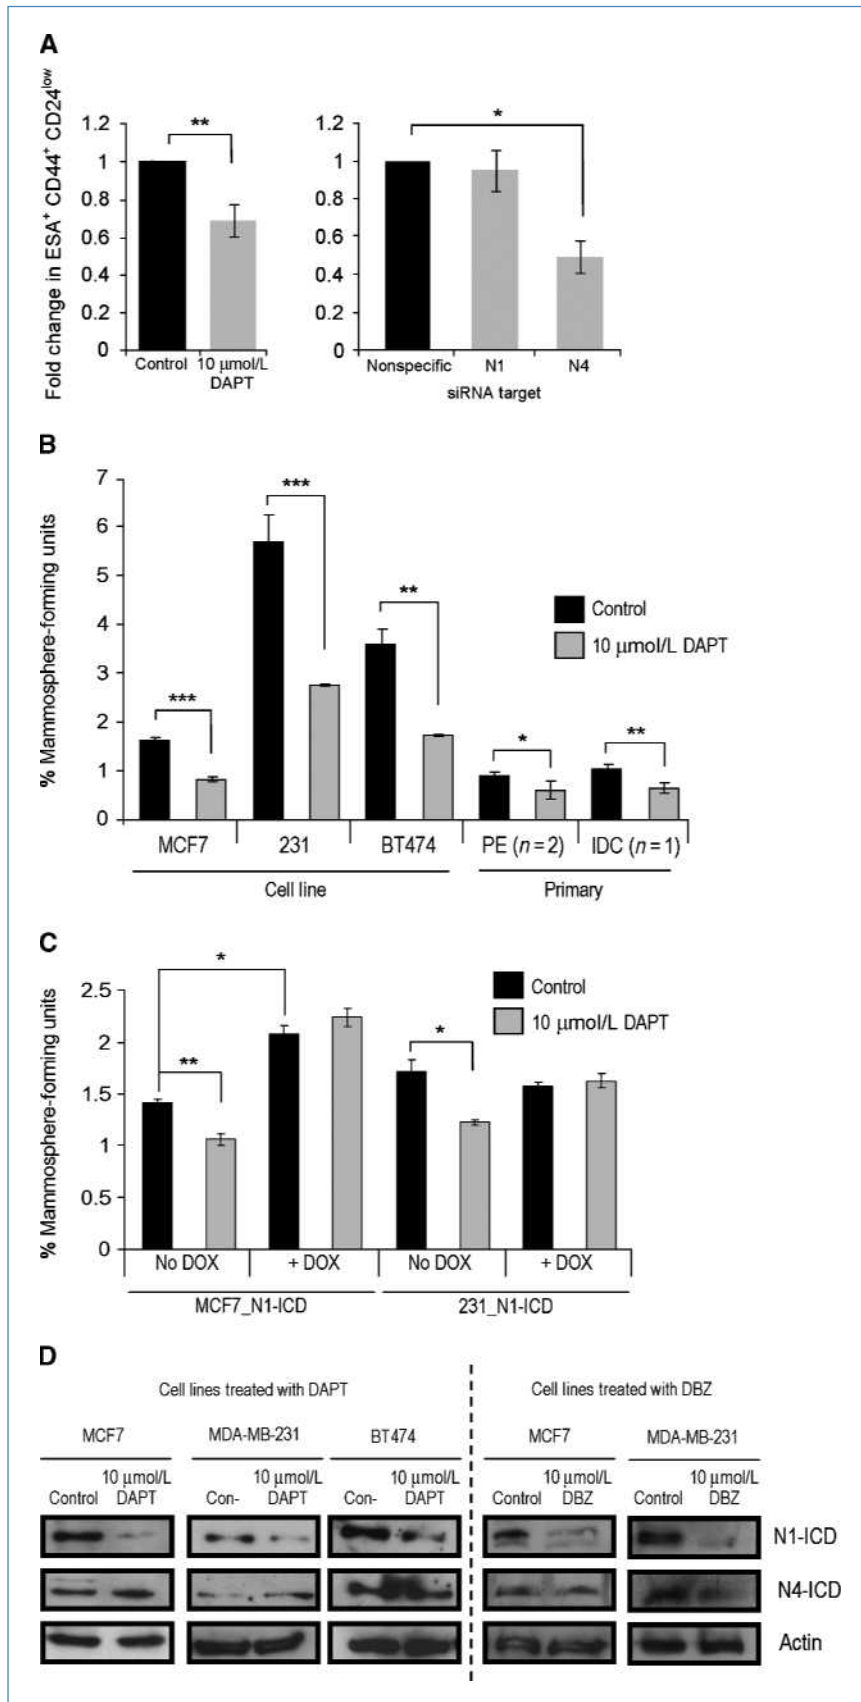 A
Fold change in ESA⁺ CD44⁺ CD24ˡᵒʷ
1.2
1
0.8
0.6
0.4
0.2
0
**
Control
10 μmol/L
DAPT
1.2
1
0.8
0.6
0.4
0.2
0
*
Nonspecific N1 N4
siRNA target
B
% Mammosphere-forming units
7
6
5
4
3
2
1
0
*** *** ** * **
Control
10 μmol/L DAPT
MCF7 231 BT474 PE (n = 2) IDC (n = 1)
Cell line Primary
C
% Mammosphere-forming units
2.5
2
1.5
1
0.5
0
* ** *
Control
10 μmol/L DAPT
No DOX + DOX No DOX + DOX
MCF7_N1-ICD 231_N1-ICD
D
Cell lines treated with DAPT Cell lines treated with DBZ
MCF7 MDA-MB-231 BT474 MCF7 MDA-MB-231
10 μmol/L 10 μmol/L 10 μmol/L 10 μmol/L 10 μmol/L
Control DAPT Con- DAPT Con- DAPT Control DBZ Control DBZ
N1-ICD
N4-ICD
Actin